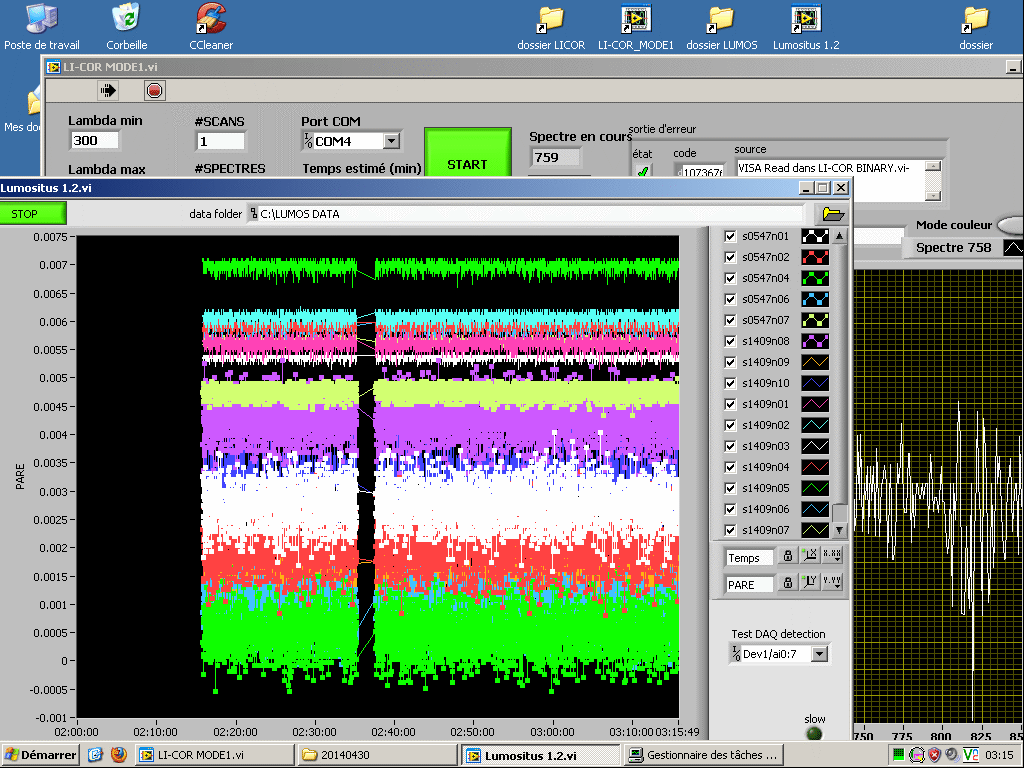 Poste de travail
Corbeille
CCleaner
dossier LICOR
LI-COR_MODE1
dossier LUMOS
Lumositus 1.2
dossier
LI-COR MODE1.vi
Lambda min
#SCANS
Port COM
300
1
COM4
START
Spectre en cours
759
sortie d'erreur
état
code
source
VISA Read dans LI-COR BINARY.vi-
Lambda max
#SPECTRES
Temps estimé (min)
Lumositus 1.2.vi
STOP
data folder
C:\LUMOS DATA
Mode couleur
Spectre 758
0.0075
0.007
0.0065
0.006
0.0055
0.005
0.0045
0.004
0.0035
0.003
0.0025
0.002
0.0015
0.001
0.0005
0
-0.0005
-0.001
PARE
02:00:00
02:10:00
02:20:00
02:30:00
02:40:00
02:50:00
03:00:00
03:10:00
03:15:49
s0547n01
s0547n02
s0547n04
s0547n06
s0547n07
s1409n08
s1409n09
s1409n10
s1409n01
s1409n02
s1409n03
s1409n04
s1409n05
s1409n06
s1409n07
Temps
PARE
Test DAQ detection
Dev1/ai0:7
slow
750
775
800
825
Démarrer
LI-COR MODE1.vi
20140430
Lumositus 1.2.vi
Gestionnaire des tâches ...
03:15